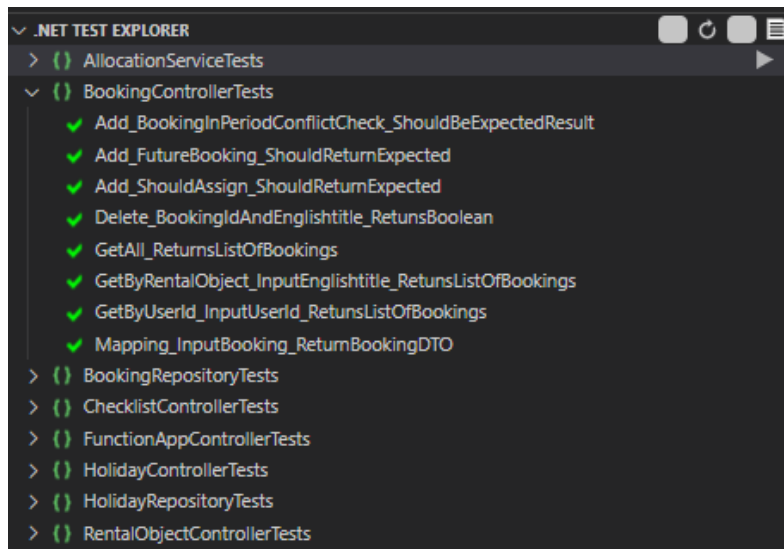 .NET TEST EXPLORER
{} AllocationServiceTests
{} BookingControllerTests
Add_BookingInPeriodConflictCheck_ShouldBeExpectedResult
Add_FutureBooking_ShouldReturnExpected
Add_ShouldAssign_ShouldReturnExpected
Delete_BookingIdAndEnglishtitle_RetunsBoolean
GetAll_ReturnsListOfBookings
GetByRentalObject_InputEnglishtitle_RetunsListOfBookings
GetByUserId_InputUserId_RetunsListOfBookings
Mapping_InputBooking_ReturnBookingDTO
{} BookingRepositoryTests
{} ChecklistControllerTests
{} FunctionAppControllerTests
{} HolidayControllerTests
{} HolidayRepositoryTests
{} RentalObjectControllerTests